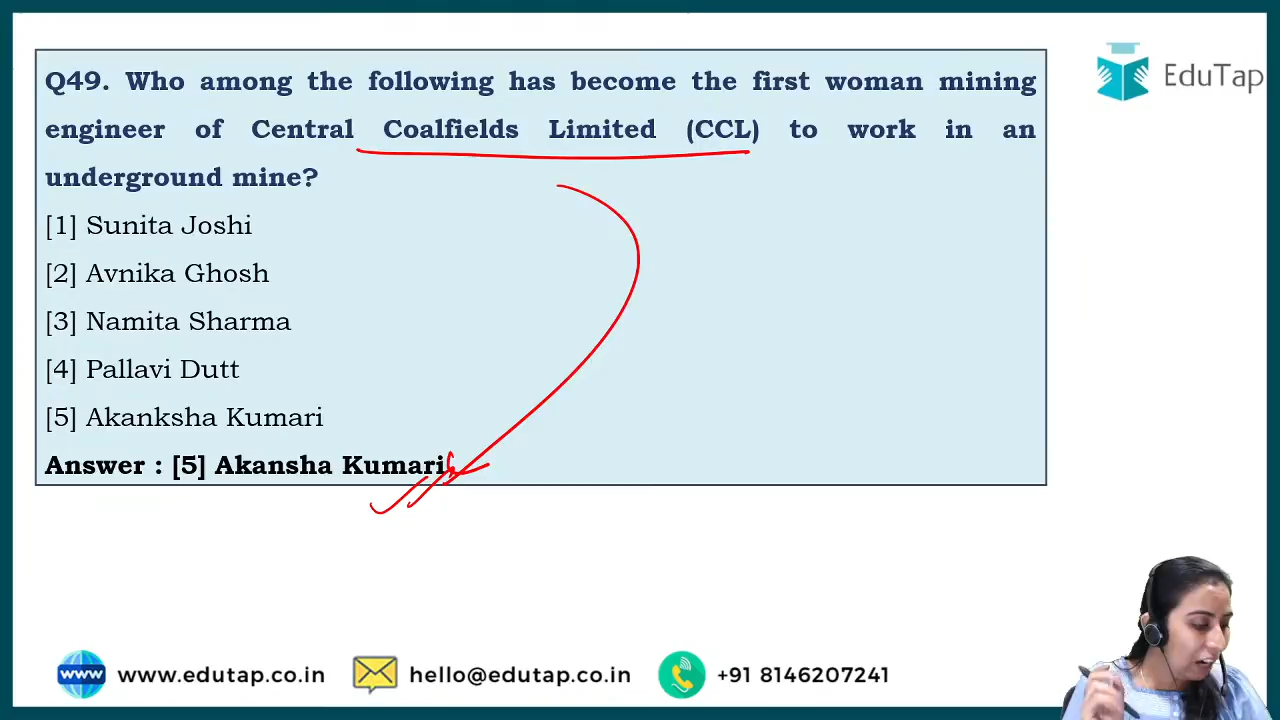 EduTap
Q49. Who among the following has become the first woman mining
engineer of Central Coalfields Limited (CCL) to work in an
underground mine?
[1] Sunita Joshi
[2] Avnika Ghosh
[3] Namita Sharma
[4] Pallavi Dutt
[5] Akanksha Kumari
Answer : [5] Akansha Kumari
www.edutap.co.in hello@edutap.co.in +91 8146207241